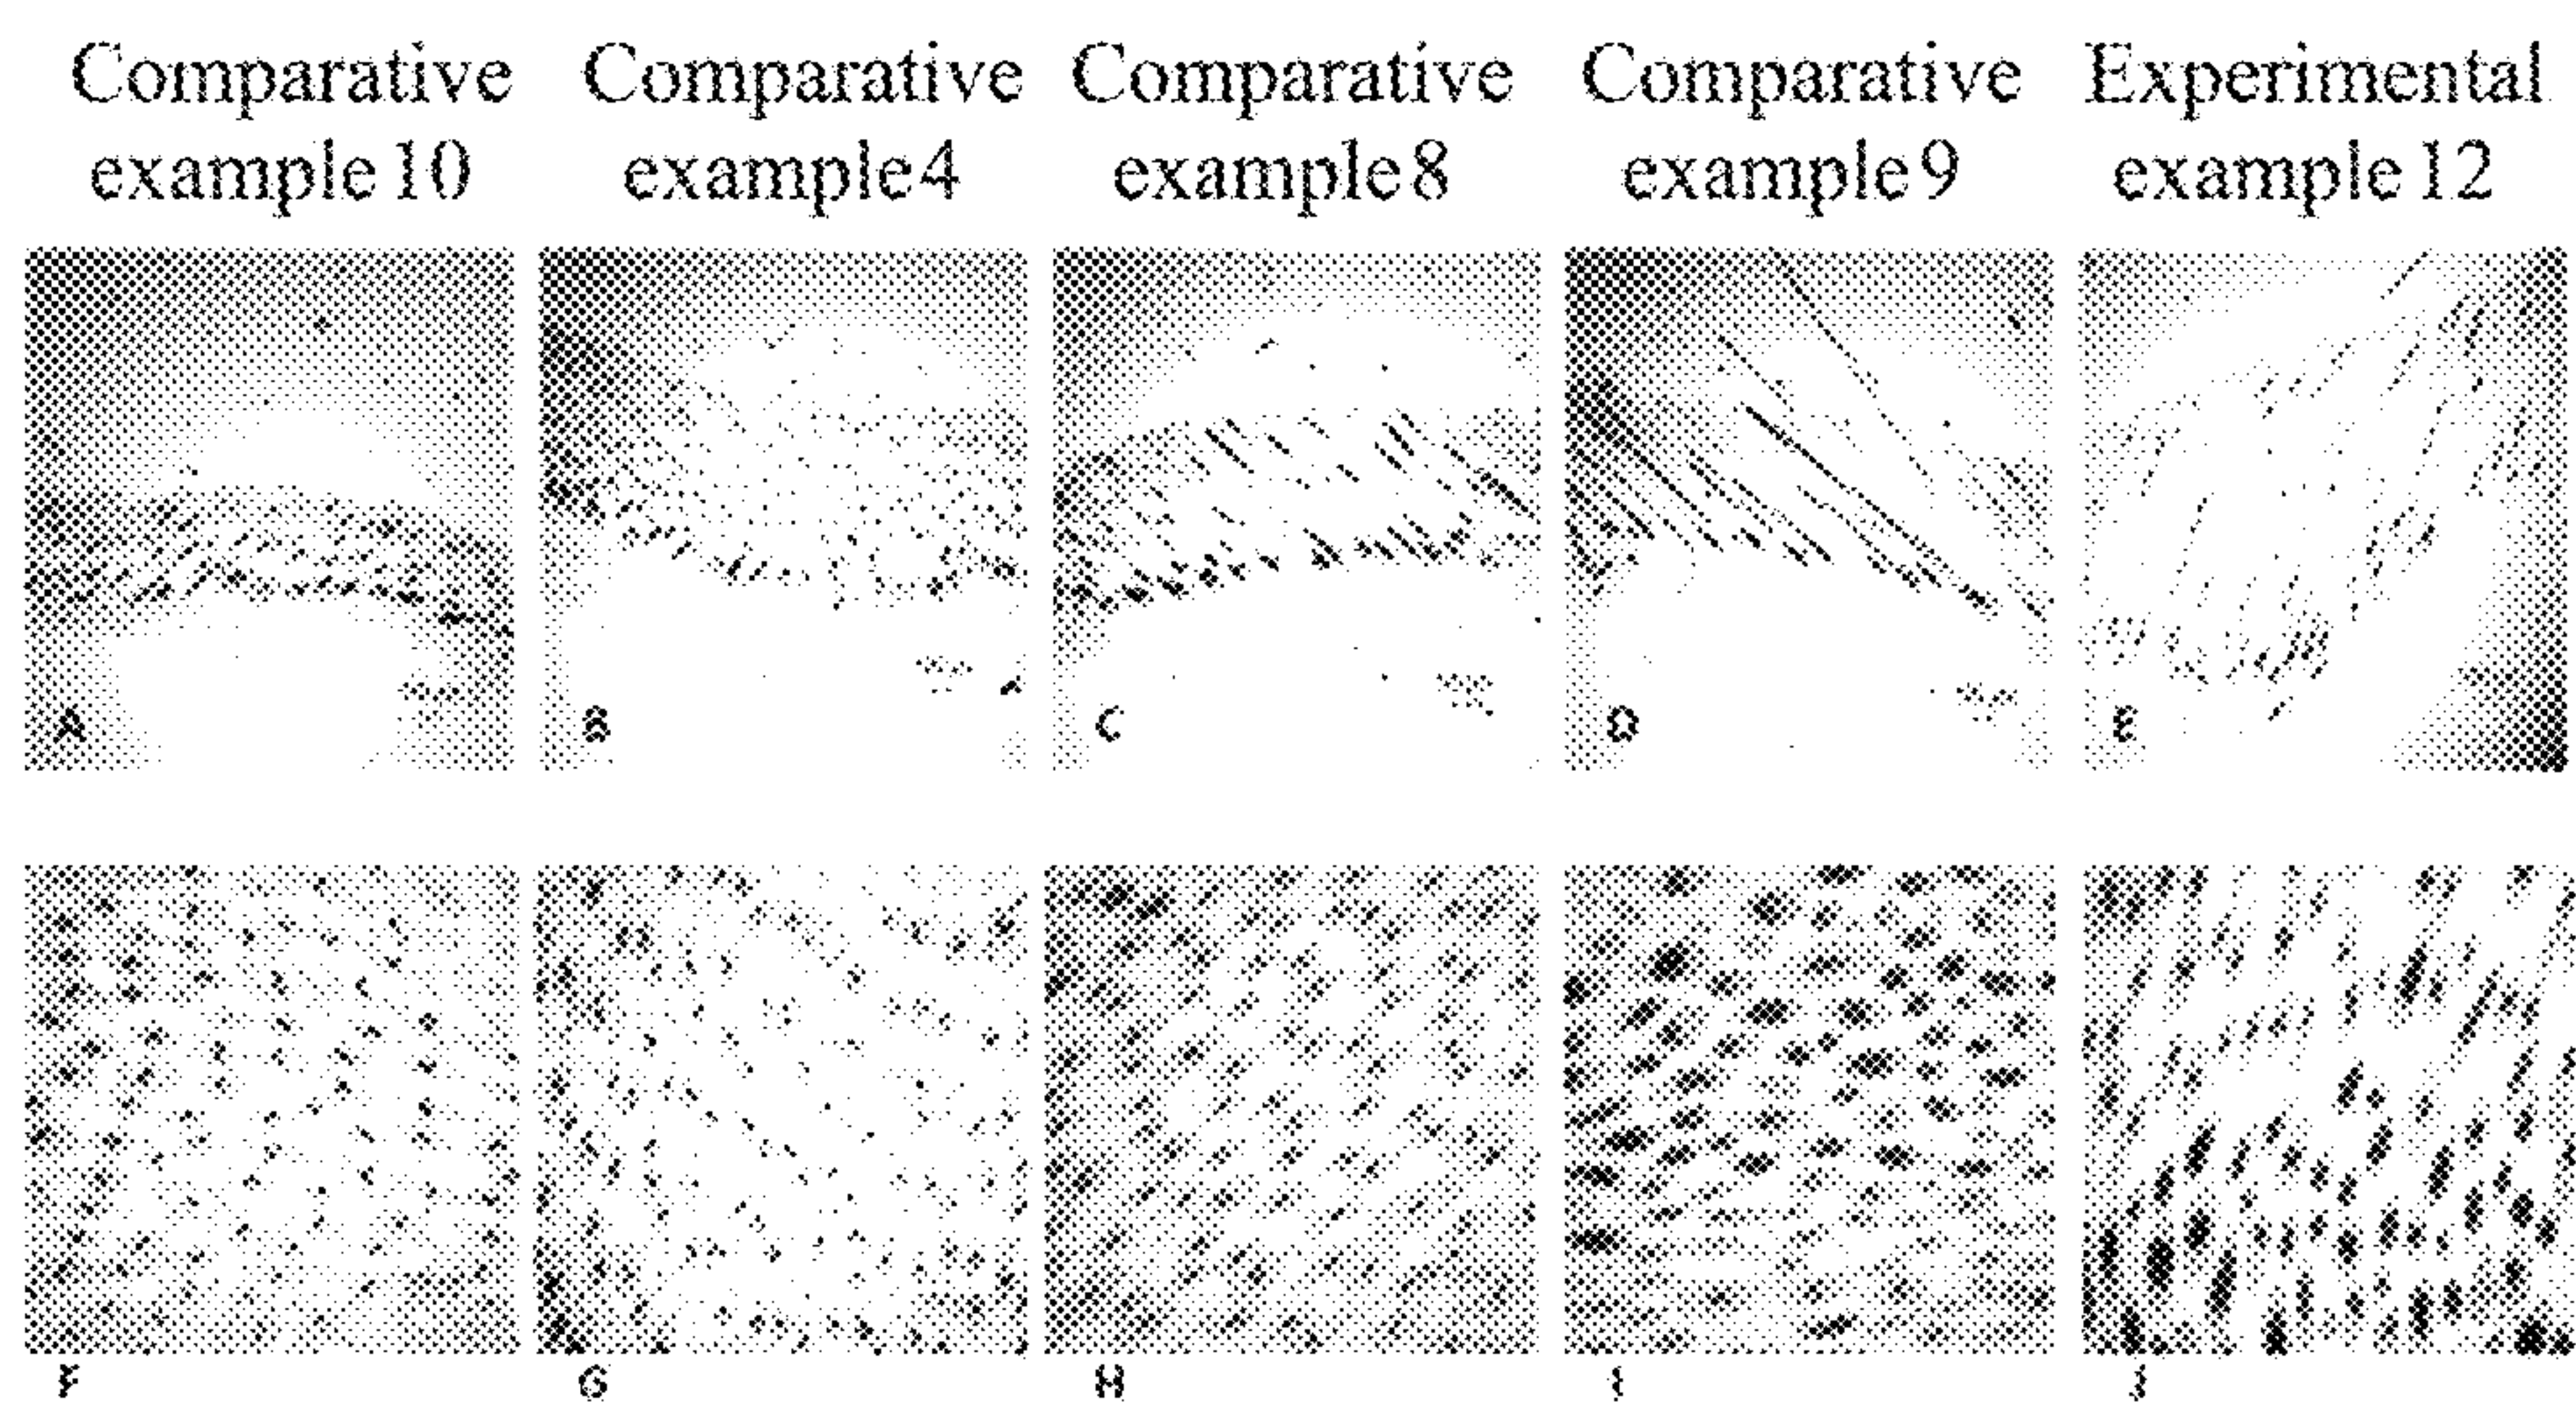 Comparative example 10
Comparative example 4
Comparative example 8
Comparative example 9
Experimental example 12
A
B
C
D
E
F
G
H
I
J